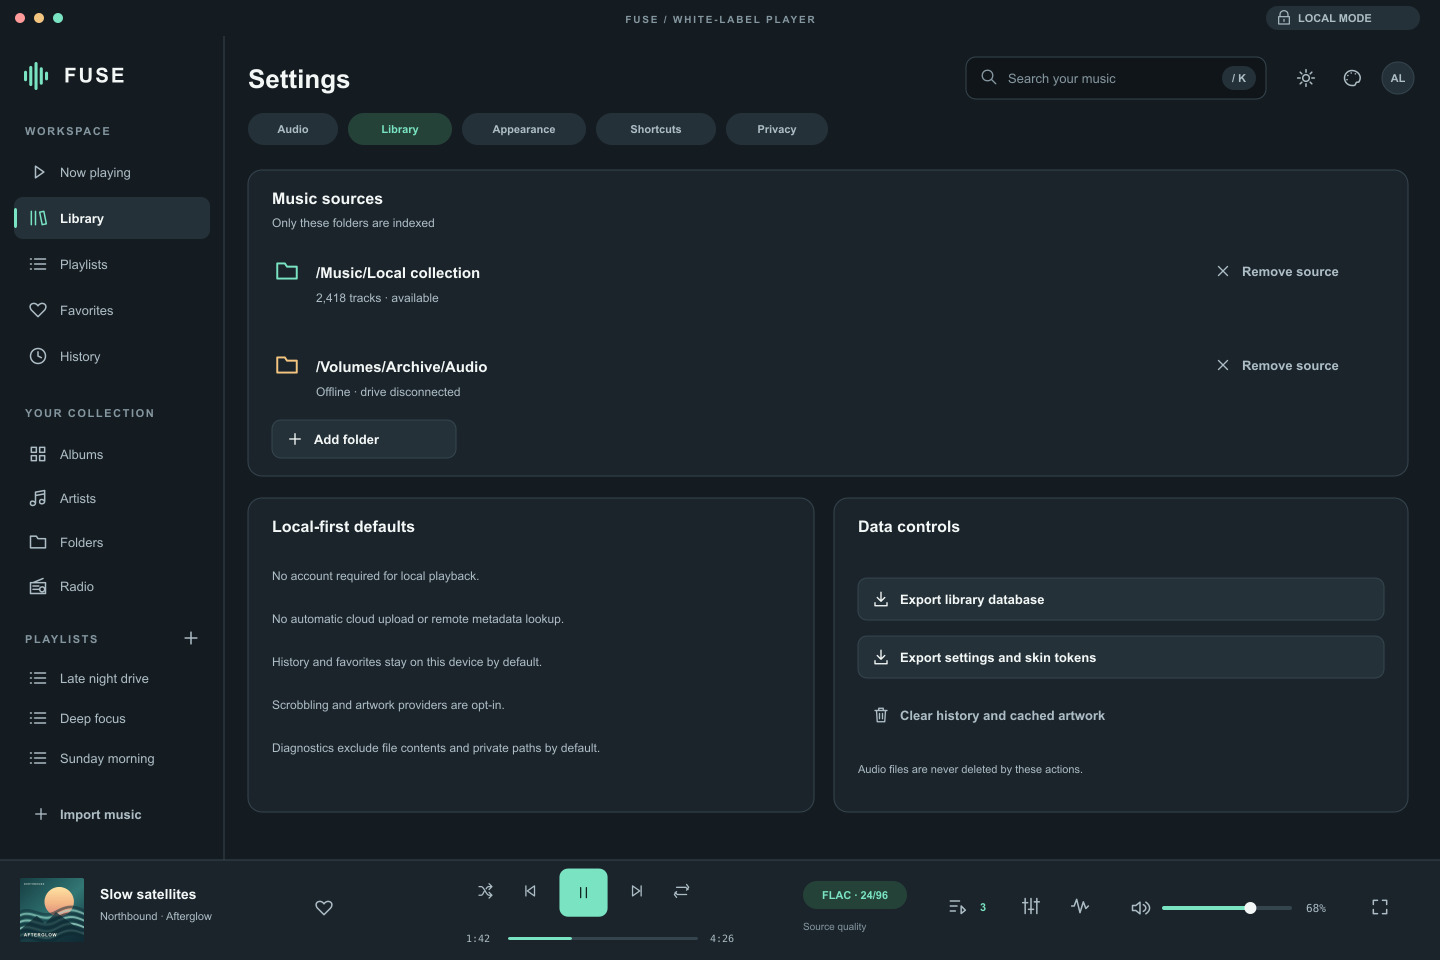 FUSE / WHITE-LABEL PLAYER
LOCAL MODE
FUSE
WORKSPACE
Now playing
Library
Playlists
Favorites
History
YOUR COLLECTION
Albums
Artists
Folders
Radio
PLAYLISTS
Late night drive
Deep focus
Sunday morning
Import music
Settings
Search your music
/ K
AL
Audio
Library
Appearance
Shortcuts
Privacy
Music sources
Only these folders are indexed
/Music/Local collection
2,418 tracks · available
Remove source
/Volumes/Archive/Audio
Offline · drive disconnected
Remove source
Add folder
Local-first defaults
No account required for local playback.
No automatic cloud upload or remote metadata lookup.
History and favorites stay on this device by default.
Scrobbling and artwork providers are opt-in.
Diagnostics exclude file contents and private paths by default.
Data controls
Export library database
Export settings and skin tokens
Clear history and cached artwork
Audio files are never deleted by these actions.
AFTERGLOW
Slow satellites
Northbound · Afterglow
1:42
4:26
FLAC · 24/96
Source quality
3
68%